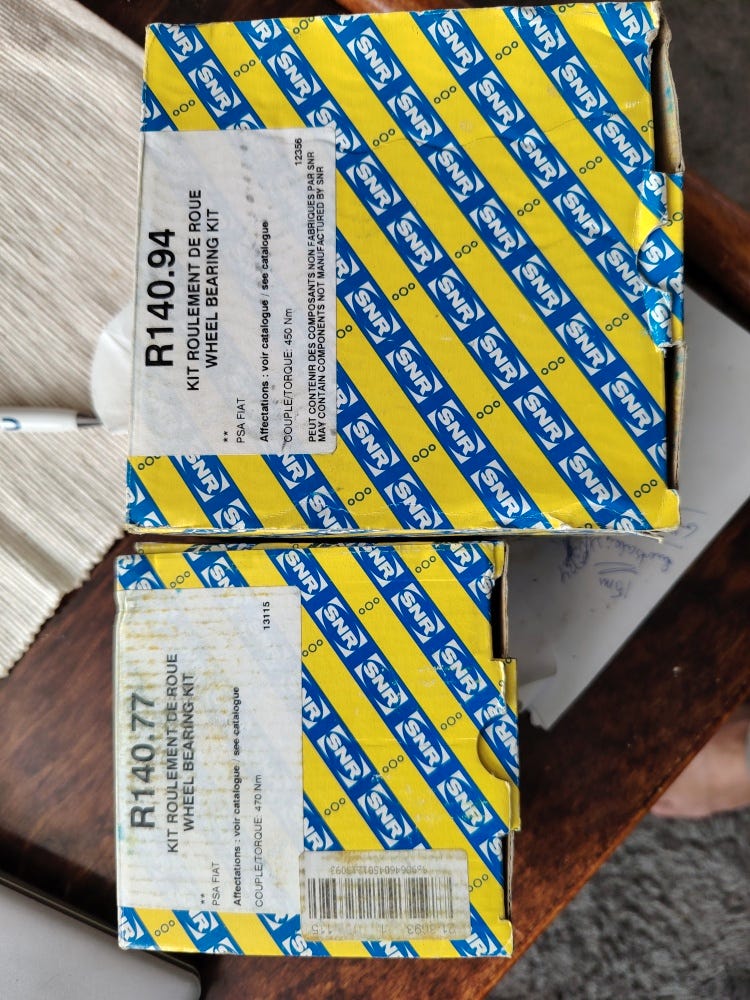 R140.94
KIT ROULEMENT DE ROUE
WHEEL BEARING KIT
12356
**
PSA FIAT
Affectations : voir catalogue / see catalogue
COUPLE/TORQUE: 450 Nm
PEUT CONTENIR DES COMPOSANTS NON FABRIQUES PAR SNR
MAY CONTAIN COMPONENTS NOT MANUFACTURED BY SNR
SNR
R140.77
KIT ROULEMENT DE ROUE
WHEEL BEARING KIT
13115
**
PSA FIAT
Affectations : voir catalogue / see catalogue
COUPLE/TORQUE: 470 Nm
SNR